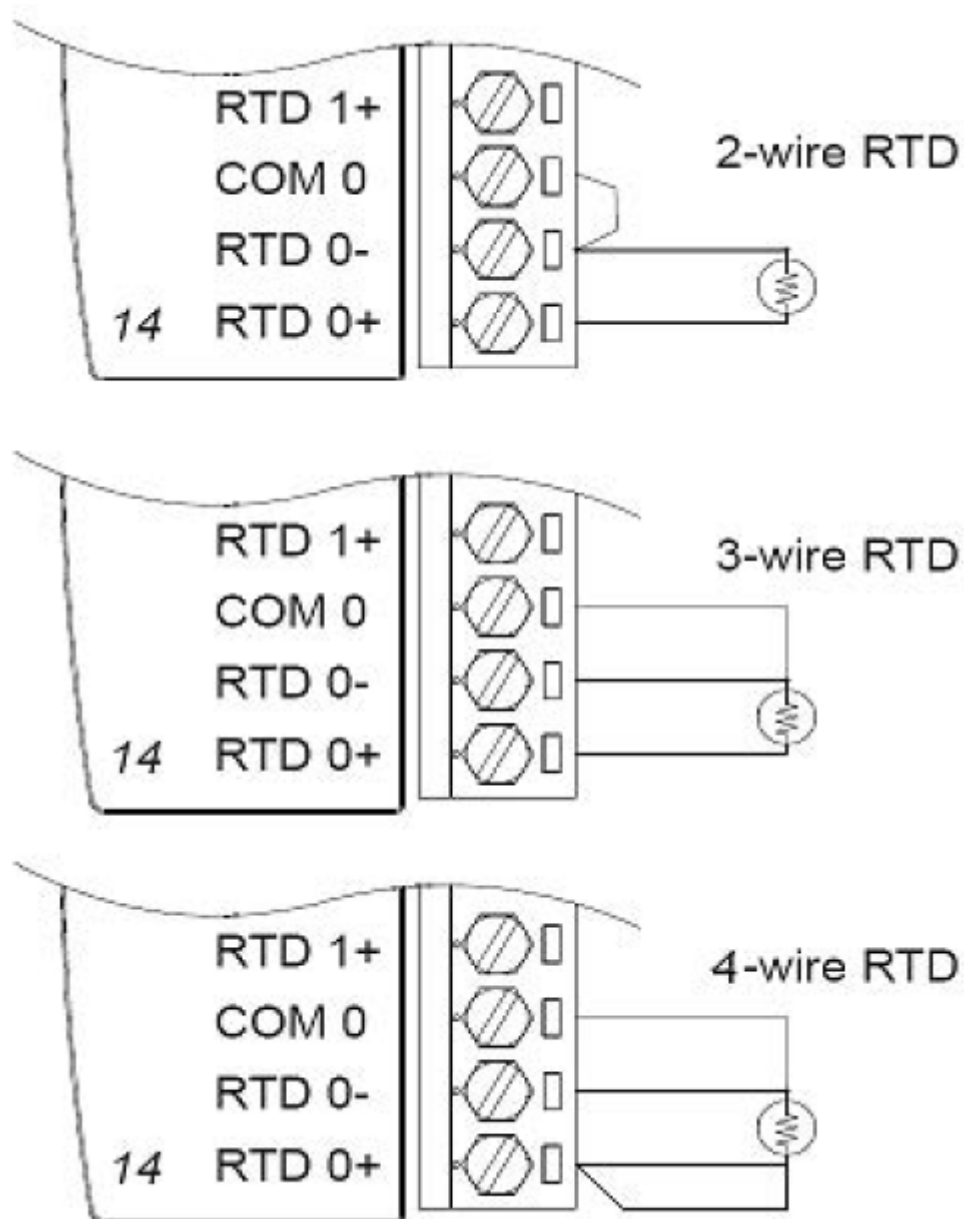 RTD 1+
COM 0
2-wire RTD
RTD 0-
14 RTD 0+
RTD 1+
3-wire RTD
COM 0
RTD 0-
14 RTD 0+
RTD 1+
4-wire RTD
COM 0
RTD 0-
14 RTD 0+